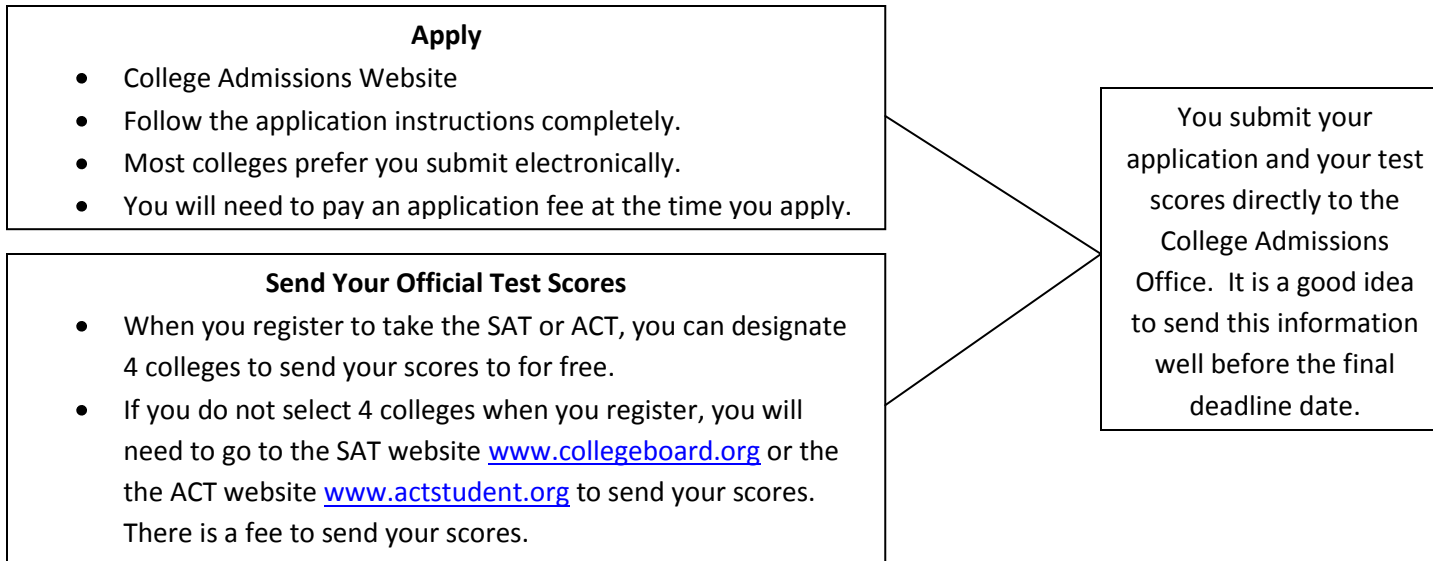 Apply
• College Admissions Website
• Follow the application instructions completely.
• Most colleges prefer you submit electronically.
• You will need to pay an application fee at the time you apply.
Send Your Official Test Scores
• When you register to take the SAT or ACT, you can designate
4 colleges to send your scores to for free.
• If you do not select 4 colleges when you register, you will
need to go to the SAT website www.collegeboard.org or the
the ACT website www.actstudent.org to send your scores.
There is a fee to send your scores.
You submit your
application and your test
scores directly to the
College Admissions
Office.  It is a good idea
to send this information
well before the final
deadline date.